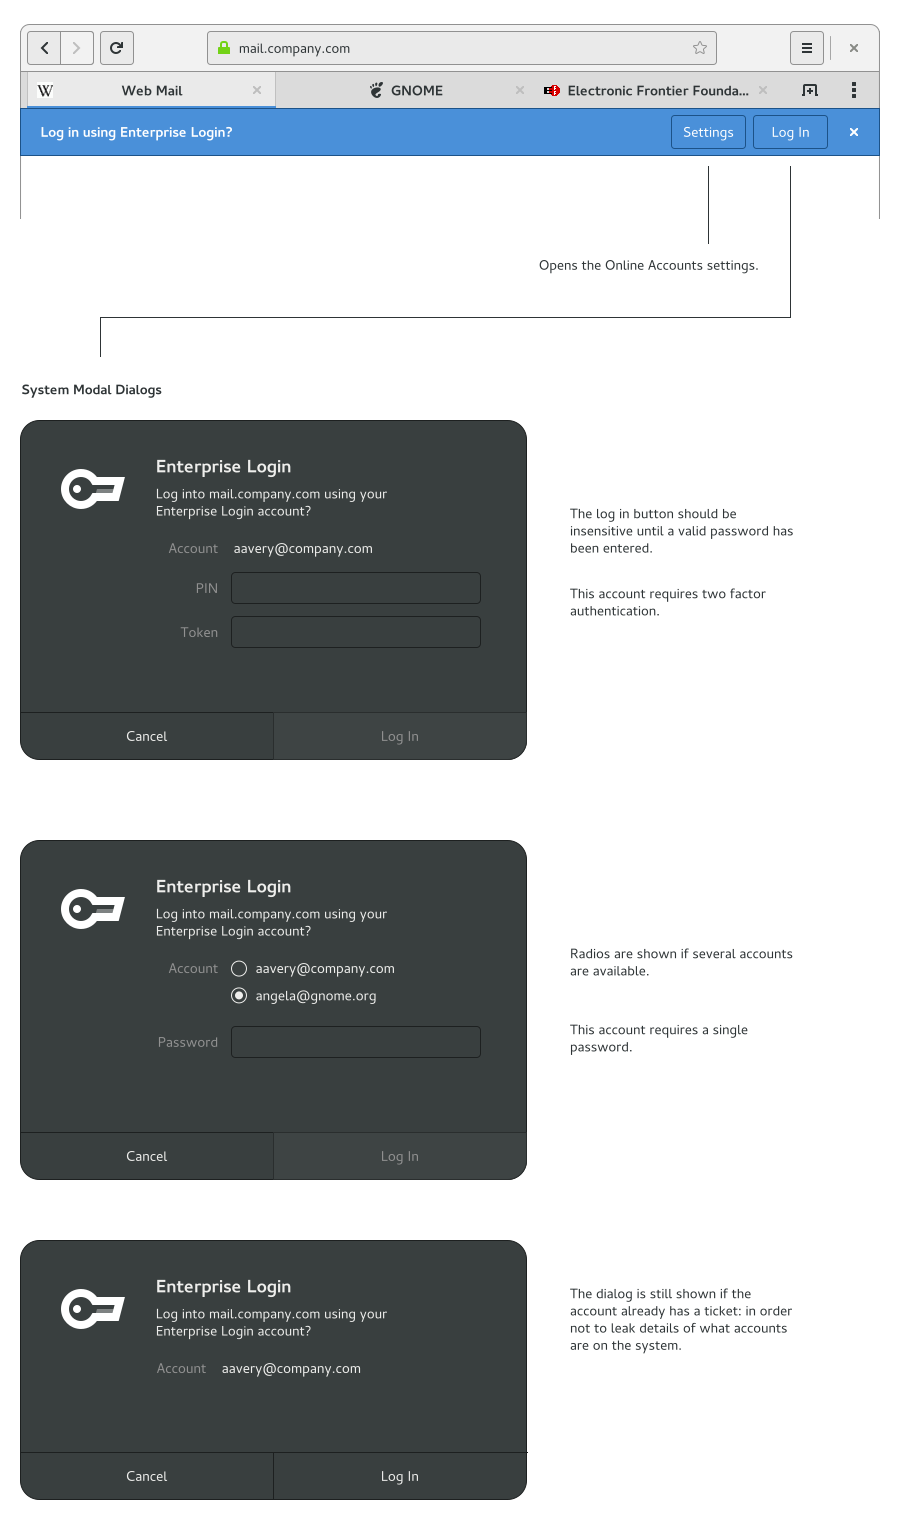 mail.company.com
W Web Mail
GNOME
Electronic Frontier Founda...
Log in using Enterprise Login?
Settings
Log In
Opens the Online Accounts settings.
System Modal Dialogs
Enterprise Login
Log into mail.company.com using your
Enterprise Login account?
Account aavery@company.com
PIN
Token
Cancel
Log In
The log in button should be
insensitive until a valid password has
been entered.
This account requires two factor
authentication.
Enterprise Login
Log into mail.company.com using your
Enterprise Login account?
Account aavery@company.com
angela@gnome.org
Password
Cancel
Log In
Radios are shown if several accounts
are available.
This account requires a single
password.
Enterprise Login
Log into mail.company.com using your
Enterprise Login account?
Account aavery@company.com
Cancel
Log In
The dialog is still shown if the
account already has a ticket: in order
not to leak details of what accounts
are on the system.